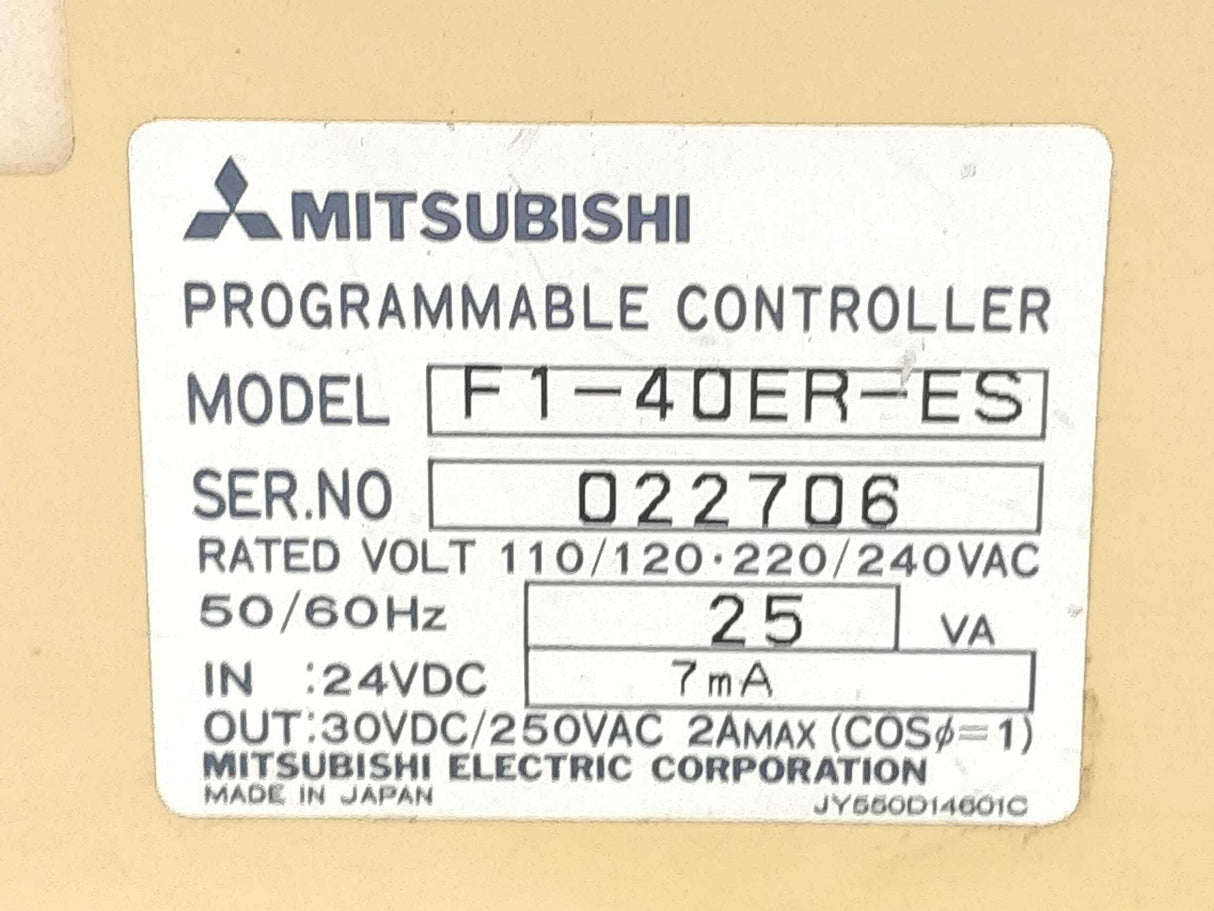 MITSUBISHI
PROGRAMMABLE CONTROLLER
MODEL F1-40ER-ES
SER.NO 022706
RATED VOLT 110/120·220/240VAC
50/60Hz 25 VA
IN :24VDC 7mA
OUT:30VDC/250VAC 2AMAX (COSφ=1)
MITSUBISHI ELECTRIC CORPORATION
MADE IN JAPAN JY550D14601C